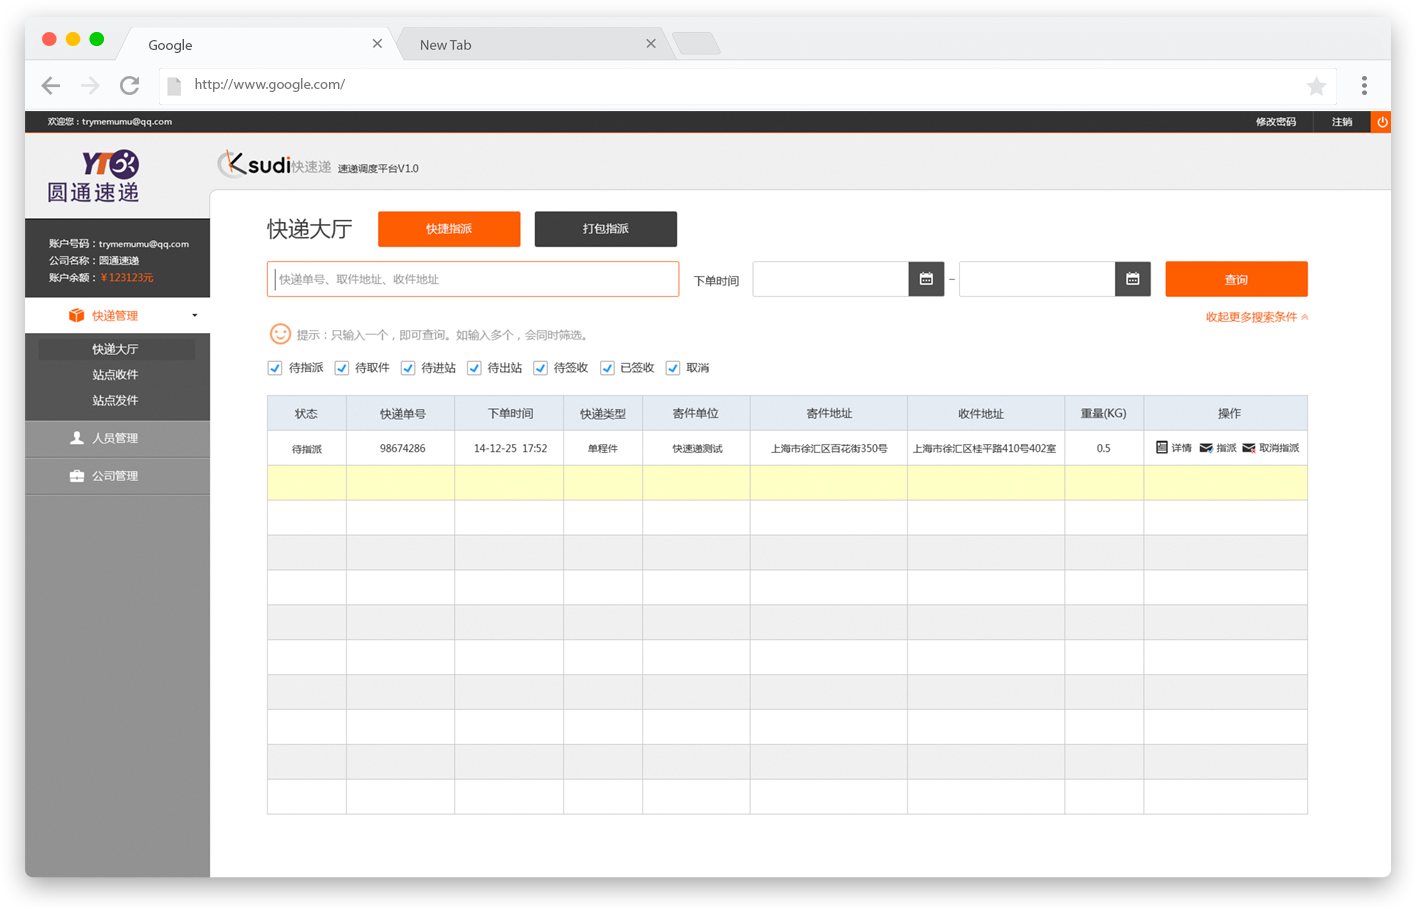 Google
New Tab
http://www.google.com/
欢迎您：trymemumu@qq.com
修改密码
注销
YTO
圆通速递
Ksudi快速递 速递调度平台V1.0
账户号码：trymemumu@qq.com
公司名称：圆通速递
账户余额：￥123123元
快递管理
快递大厅
站点收件
站点发件
人员管理
公司管理
快递大厅
快捷指派
打包指派
快递单号、取件地址、收件地址
下单时间
–
查询
收起更多搜索条件
提示：只输入一个，即可查询。如输入多个，会同时筛选。
待指派 待取件 待进站 待出站 待签收 已签收 取消
状态 快递单号 下单时间 快递类型 寄件单位 寄件地址 收件地址 重量(KG) 操作
待指派 98674286 14-12-25 17:52 单程件 快速递测试 上海市徐汇区百花街350号 上海市徐汇区桂平路410号402室 0.5 详情 指派 取消指派